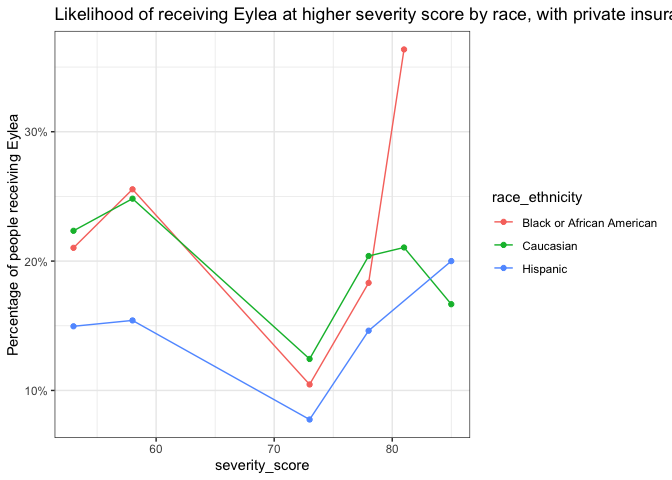 Likelihood of receiving Eylea at higher severity score by race, with private
Percentage of people receiving Eylea
30%
20%
10%
60 70 80
severity_score
race_ethnicity
Black or African American
Caucasian
Hispanic